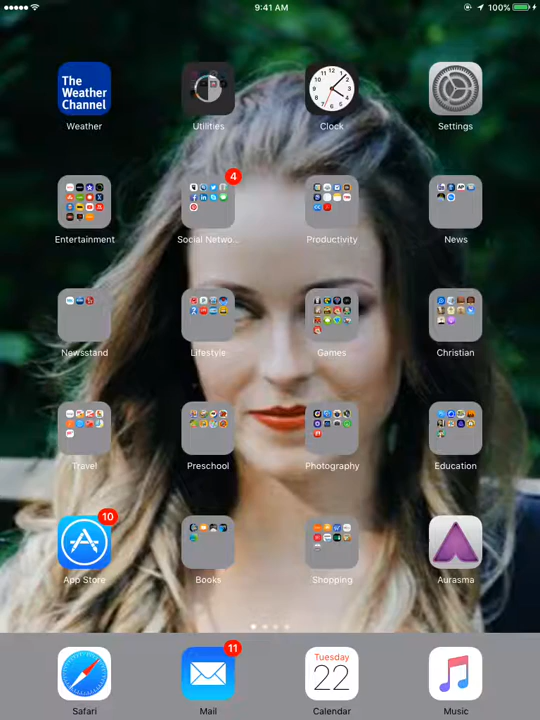 9:41 AM
100%
The
Weather
Channel
12
Weather
Utilities
Clock
Settings
4
Entertainment
Social Netwo...
Productivity
News
Newsstand
Lifestyle
Games
Christian
Travel
Preschool
Photography
Education
10
App Store
Books
Shopping
Aurasma
11
Tuesday
22
Safari
Mail
Calendar
Music